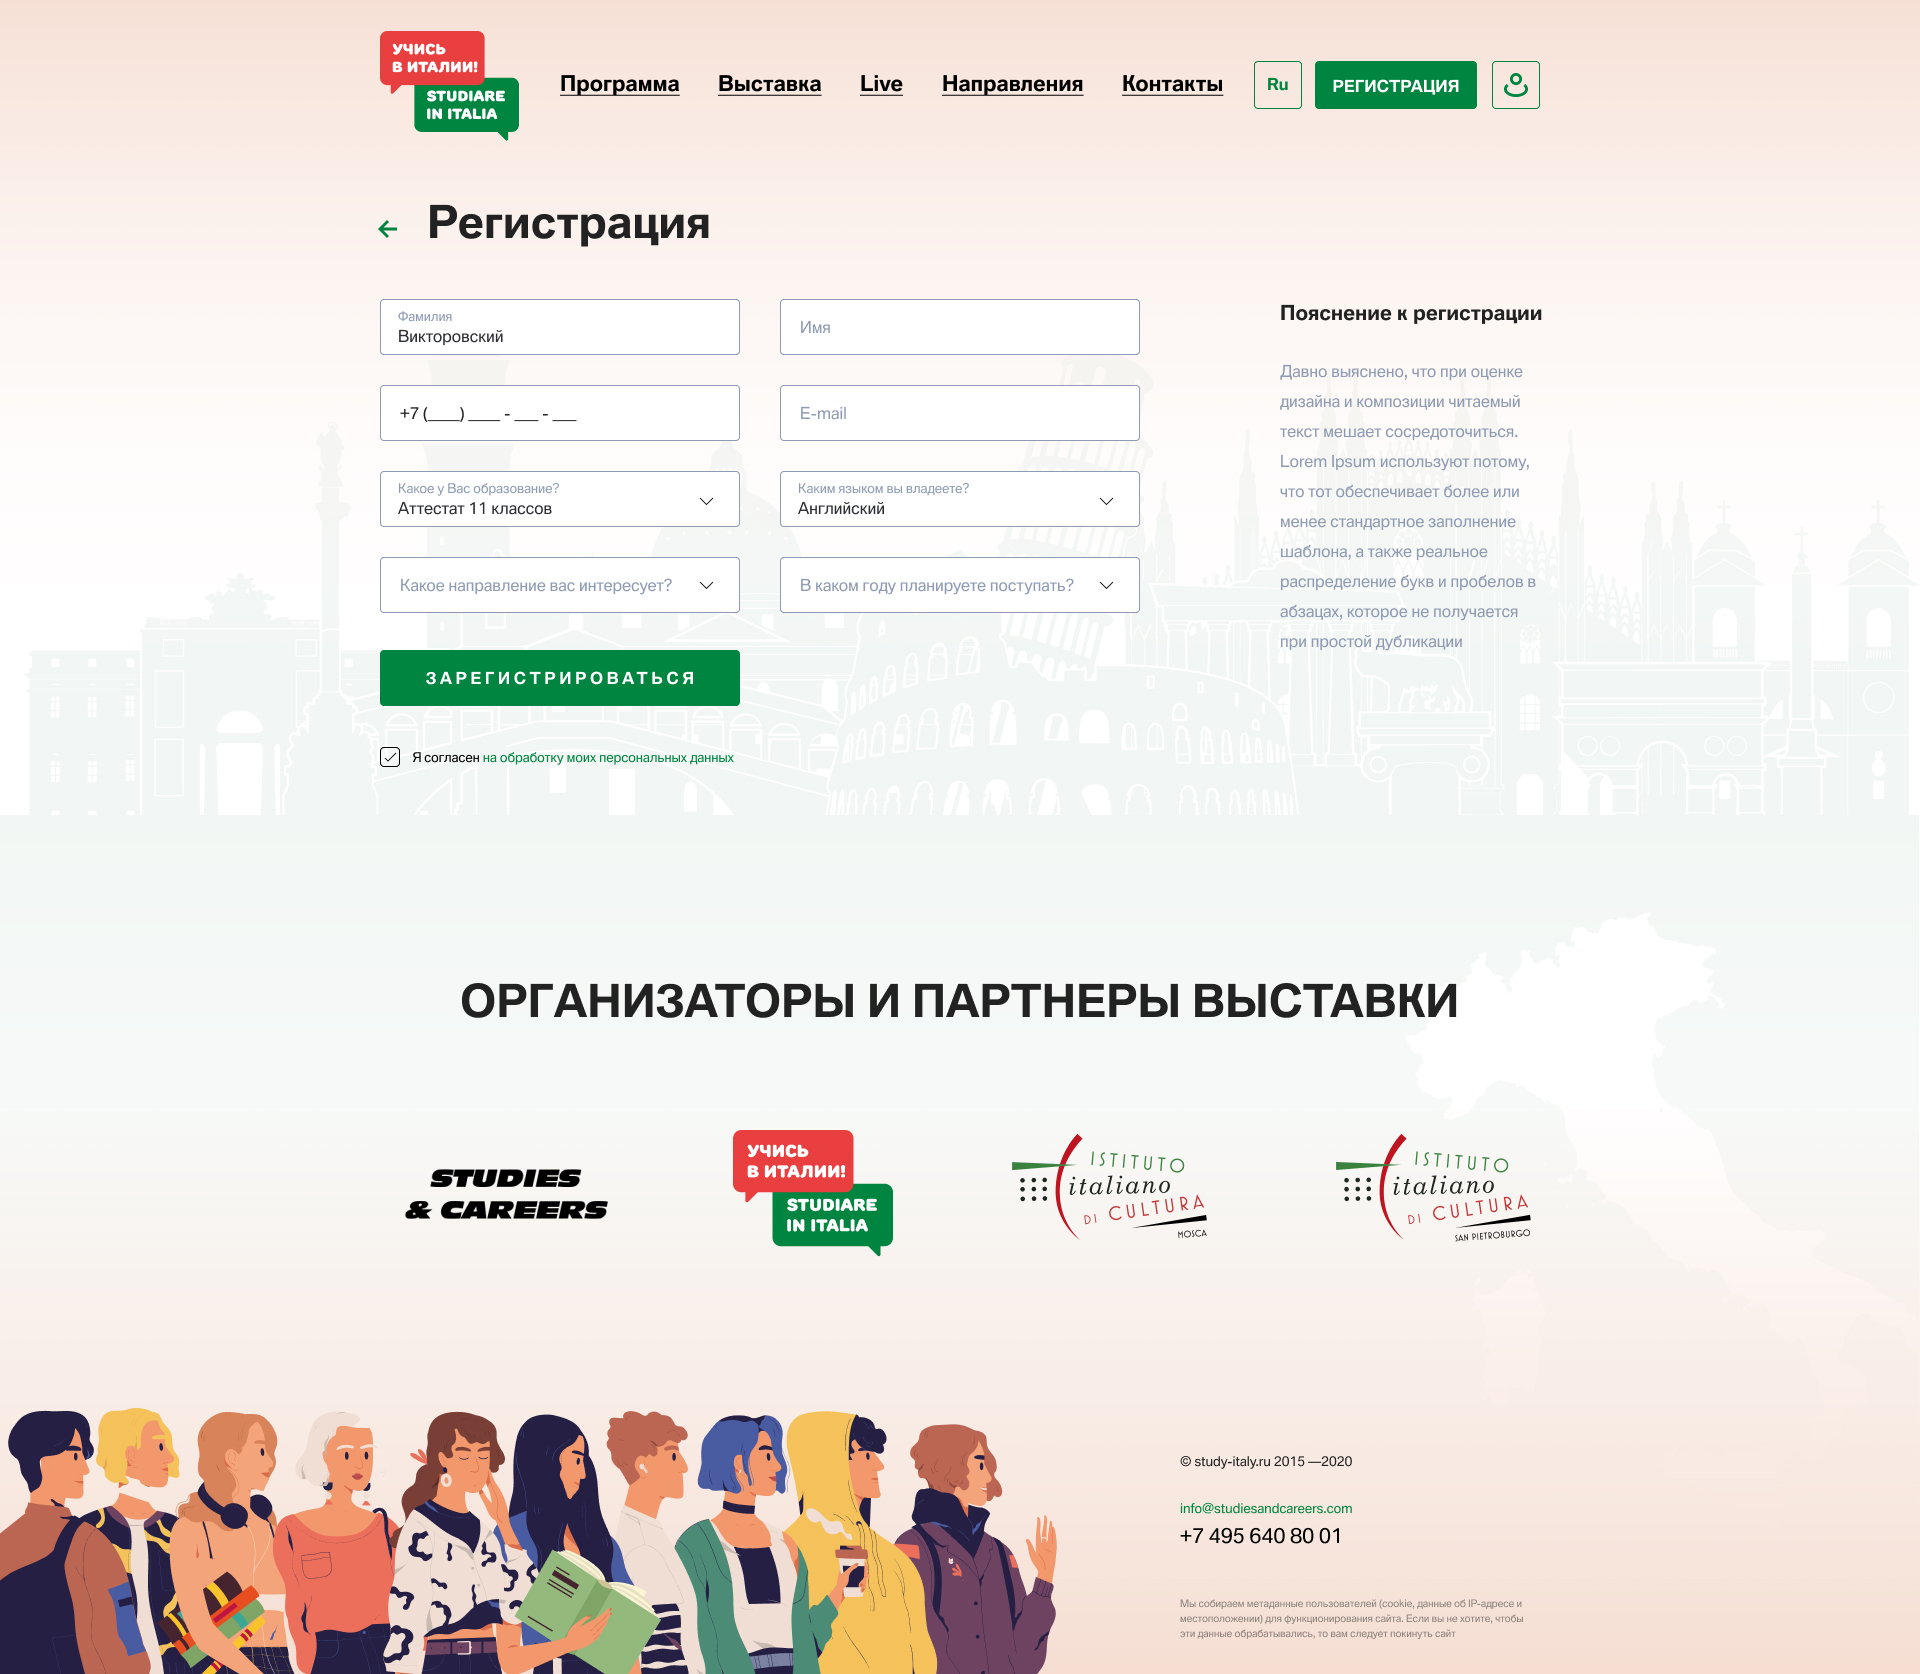 УЧИСЬ
В ИТАЛИИ!
STUDIARE
IN ITALIA
Программа
Выставка
Live
Направления
Контакты
Ru
РЕГИСТРАЦИЯ
Регистрация
Фамилия
Викторовский
Имя
+7 (____) ____ - ___ - ___
E-mail
Какое у Вас образование?
Аттестат 11 классов
Каким языком вы владеете?
Английский
Какое направление вас интересует?
В каком году планируете поступать?
ЗАРЕГИСТРИРОВАТЬСЯ
Я согласен на обработку моих персональных данных
Пояснение к регистрации
Давно выяснено, что при оценке
дизайна и композиции читаемый
текст мешает сосредоточиться.
Lorem Ipsum используют потому,
что тот обеспечивает более или
менее стандартное заполнение
шаблона, а также реальное
распределение букв и пробелов в
абзацах, которое не получается
при простой дубликации
ОРГАНИЗАТОРЫ И ПАРТНЕРЫ ВЫСТАВКИ
STUDIES
& CAREERS
УЧИСЬ
В ИТАЛИИ!
STUDIARE
IN ITALIA
ISTITUTO
italiano
DI CULTURA
MOSCA
ISTITUTO
italiano
DI CULTURA
SAN PIETROBURGO
© study-italy.ru 2015 —2020
info@studiesandcareers.com
+7 495 640 80 01
Мы собираем метаданные пользователей (cookie, данные об IP-адресе и
местоположении) для функционирования сайта. Если вы не хотите, чтобы
эти данные обрабатывались, то вам следует покинуть сайт